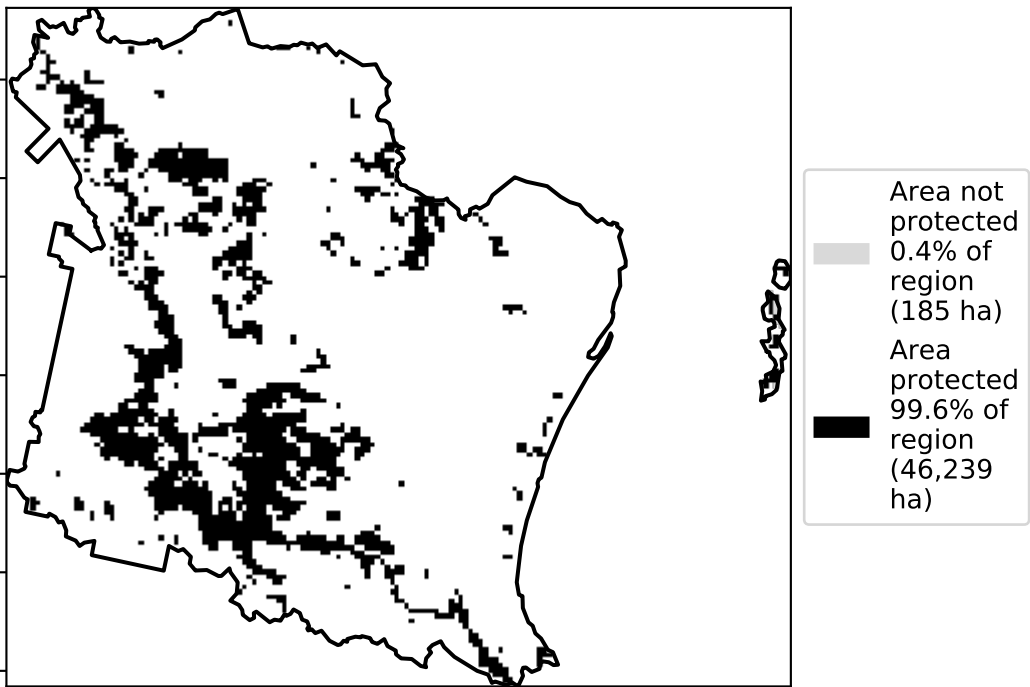 Area not
protected
0.4% of
region
(185 ha)
Area
protected
99.6% of
region
(46,239
ha)